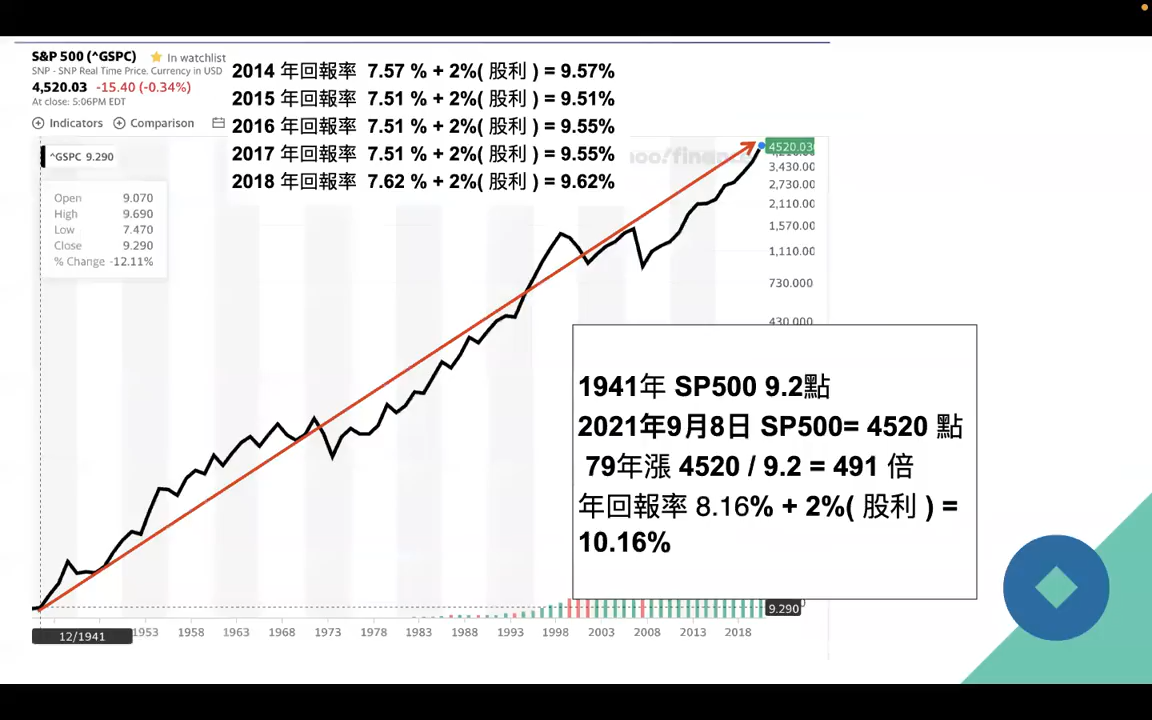 S&P 500 (^GSPC) In watchlist
SNP - SNP Real Time Price. Currency in USD
4,520.03 -15.40 (-0.34%)
At close: 5:06PM EDT
Indicators Comparison
2014 年回報率 7.57 % + 2%( 股利 ) = 9.57%
2015 年回報率 7.51 % + 2%( 股利 ) = 9.51%
2016 年回報率 7.51 % + 2%( 股利 ) = 9.55%
2017 年回報率 7.51 % + 2%( 股利 ) = 9.55%
2018 年回報率 7.62 % + 2%( 股利 ) = 9.62%
^GSPC 9.290
Open 9.070
High 9.690
Low 7.470
Close 9.290
% Change -12.11%
4520.03
3,430.00
2,730.00
2,110.00
1,570.00
1,110.00
730.000
430.000
1941年 SP500 9.2點
2021年9月8日 SP500= 4520 點
79年漲 4520 / 9.2 = 491 倍
年回報率 8.16% + 2%( 股利 ) =
10.16%
9.290
12/1941 1953 1958 1963 1968 1973 1978 1983 1988 1993 1998 2003 2008 2013 2018